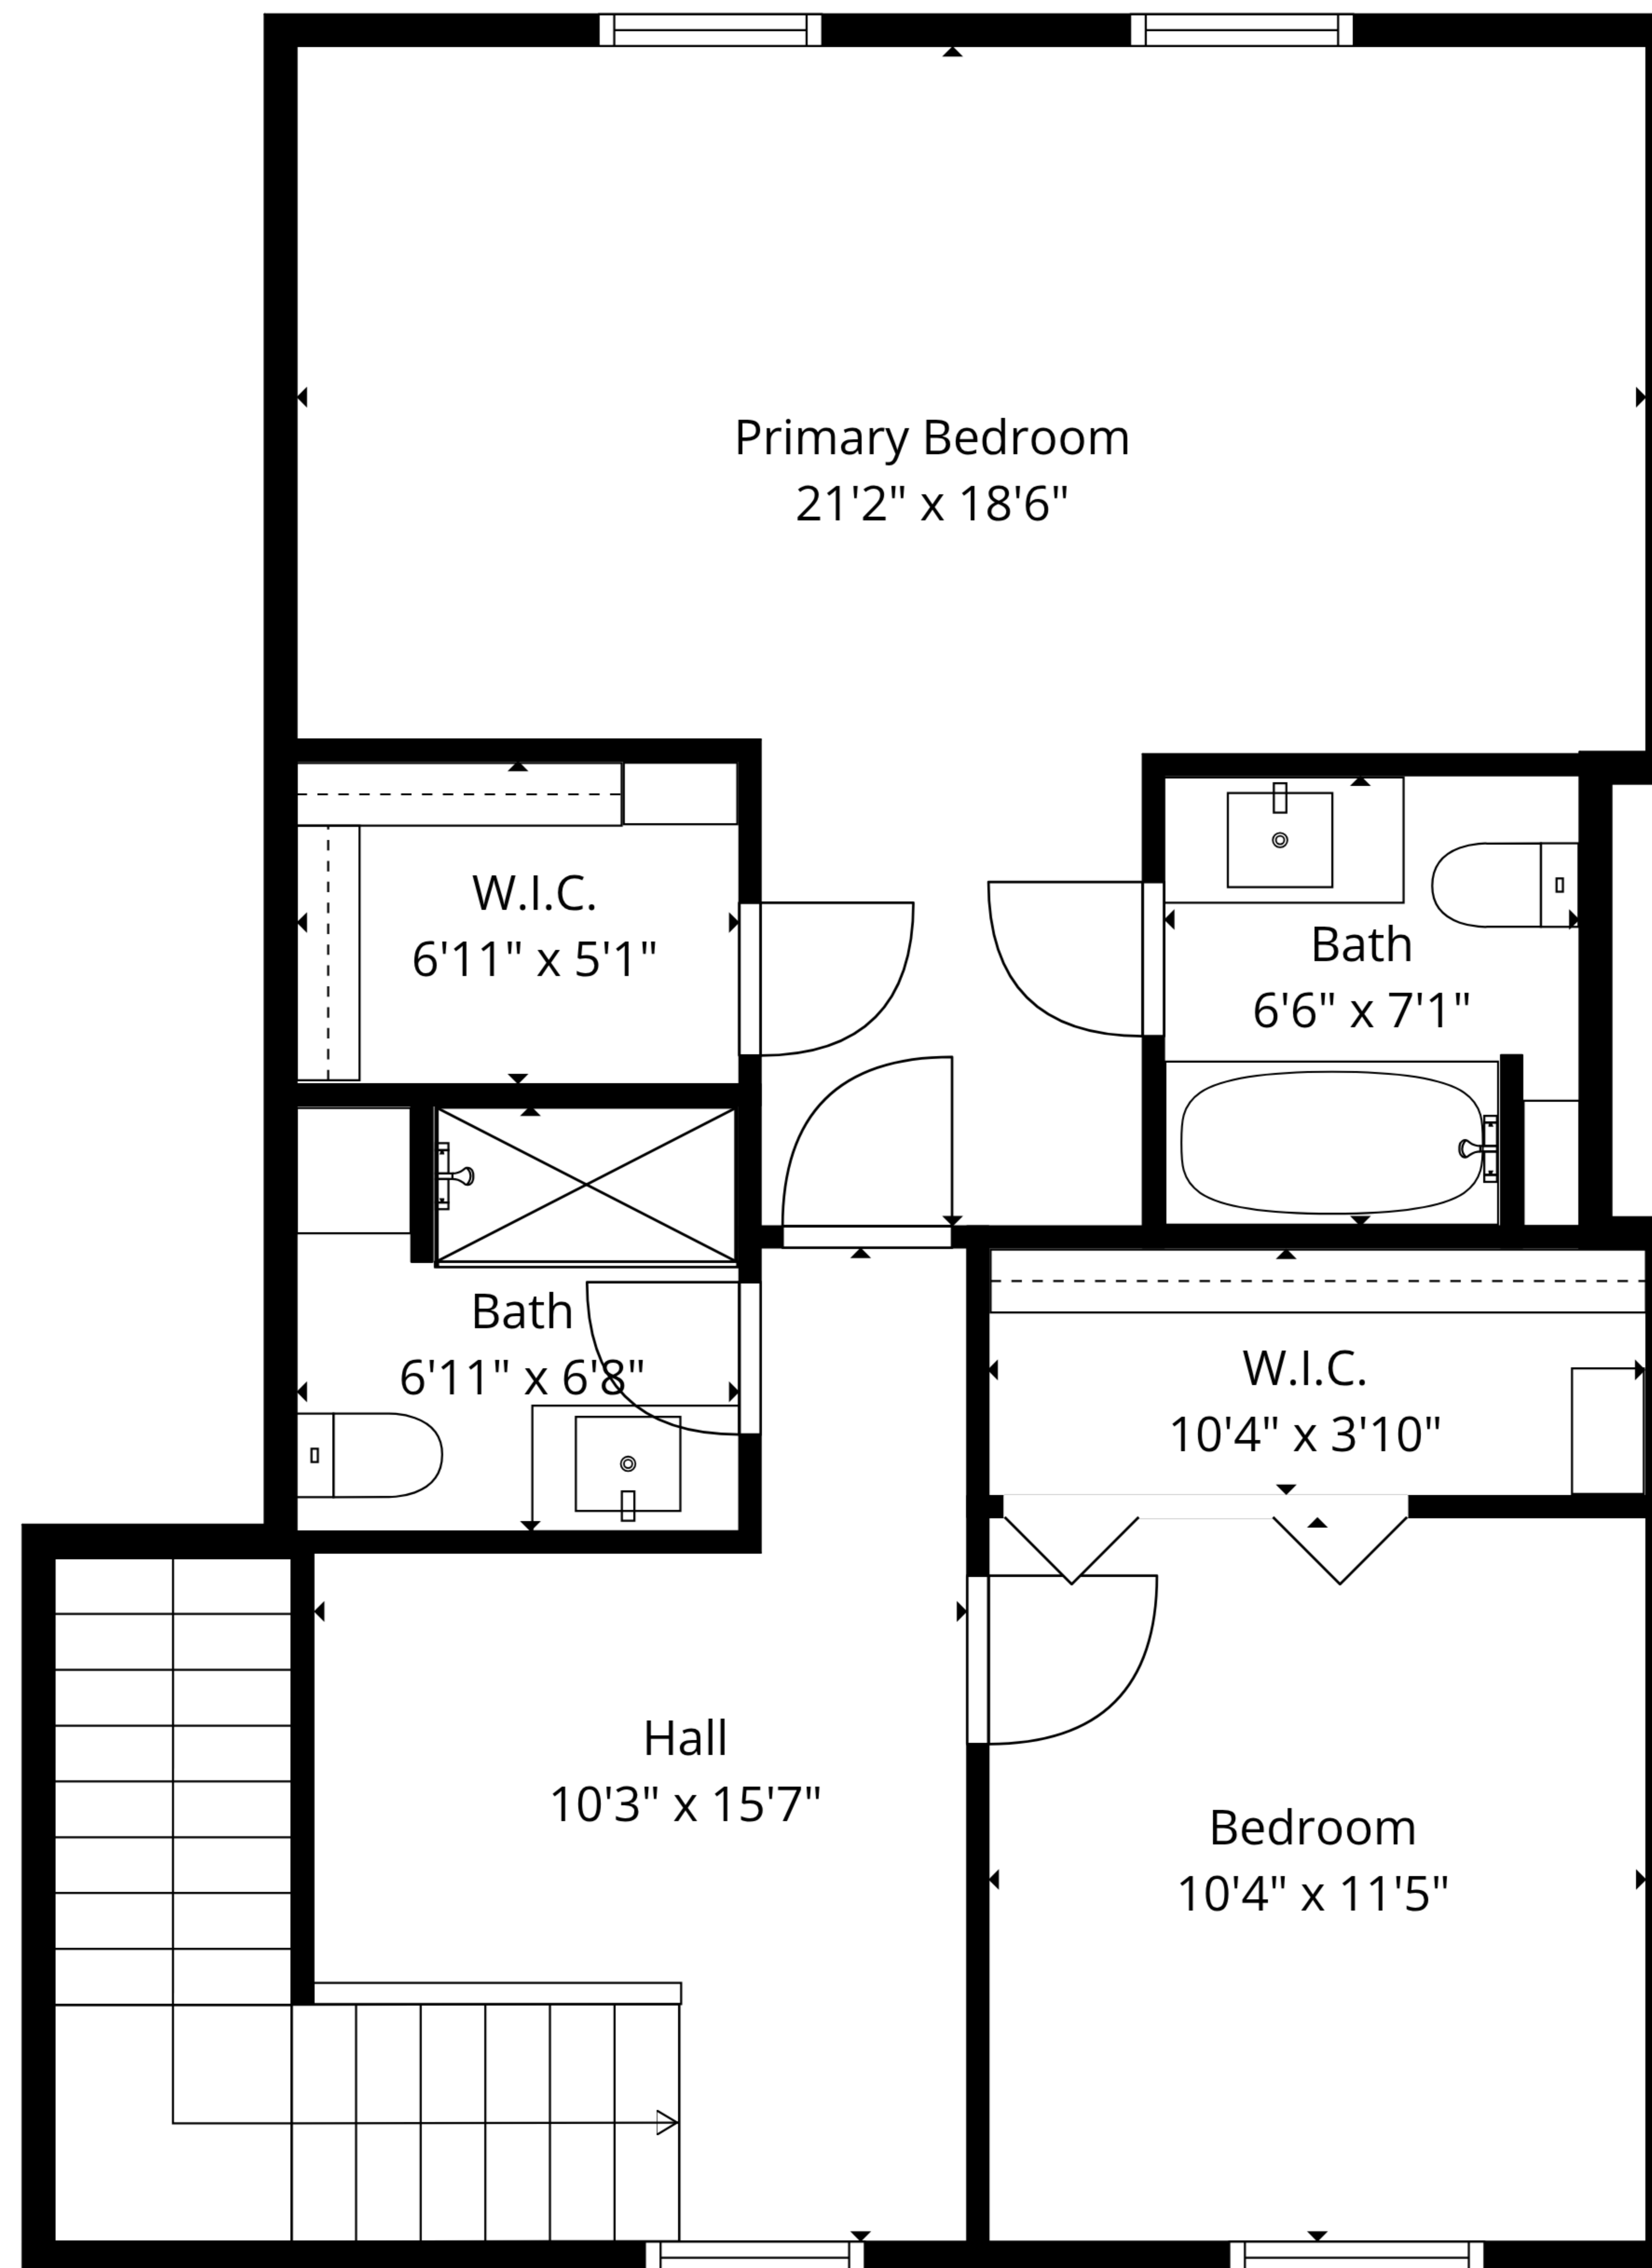 Primary Bedroom
21'2" x 18'6"
W.I.C.
6'11" x 5'1"
Bath
6'6" x 7'1"
Bath
6'11" x 6'8"
W.I.C.
10'4" x 3'10"
Hall
10'3" x 15'7"
Bedroom
10'4" x 11'5"